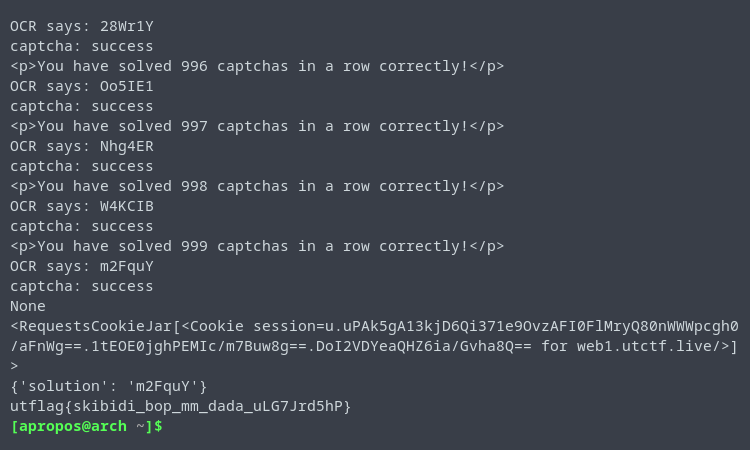 OCR says: 28Wr1Y
captcha: success
<p>You have solved 996 captchas in a row correctly!</p>
OCR says: Oo5IE1
captcha: success
<p>You have solved 997 captchas in a row correctly!</p>
OCR says: Nhg4ER
captcha: success
<p>You have solved 998 captchas in a row correctly!</p>
OCR says: W4KCIB
captcha: success
<p>You have solved 999 captchas in a row correctly!</p>
OCR says: m2FquY
captcha: success
None
<RequestsCookieJar[<Cookie session=u.uPAk5gA13kjD6Qi371e9OvzAFI0FlMryQ80nWWWpcgh0
/aFnWg==.1tEOE0jghPEMIc/m7Buw8g==.DoI2VDYeaQHZ6ia/Gvha8Q== for web1.utctf.live/>]
>
{'solution': 'm2FquY'}
utflag{skibidi_bop_mm_dada_uLG7Jrd5hP}
[apropos@arch ~]$